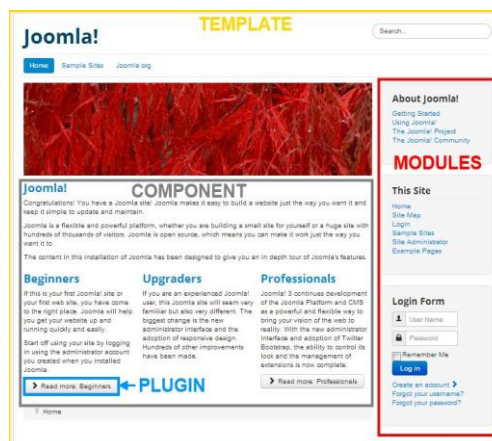 TEMPLATE
Joomla!
Search...
Home Sample Sites Joomla.org
About Joomla!
Getting Started
Using Joomla!
The Joomla! Project
The Joomla! Community
MODULES
This Site
Home
Site Map
Login
Sample Sites
Site Administrator
Example Pages
Login Form
User Name
Password
Remember Me
Log in
Create an account
Forgot your username?
Forgot your password?
Joomla!
COMPONENT
Congratulations! You have a Joomla site! Joomla makes it easy to build a website just the way you want it and
keep it simple to update and maintain.
Joomla is a flexible and powerful platform, whether you are building a small site for yourself or a huge site with
hundreds of thousands of visitors. Joomla is open source, which means you can make it work just the way you
want it to.
The content in this installation of Joomla has been designed to give you an in depth tour of Joomla's features.
Beginners
If this is your first Joomla! site or
your first web site, you have come
to the right place. Joomla will help
you get your website up and
running quickly and easily.
Start off using your site by logging
in using the administrator account
you created when you installed
Joomla.
Read more: Beginners
PLUGIN
Upgraders
If you are an experienced Joomla!
user, this Joomla site will seem very
familiar but also very different. The
biggest change is the new
administrator interface and the
adoption of responsive design.
Hundreds of other improvements
have been made.
Professionals
Joomla! 3 continues development
of the Joomla Platform and CMS
as a powerful and flexible way to
bring your vision of the web to
reality. With the new administrator
interface and adoption of Twitter
Bootstrap, the ability to control its
look and the management of
extensions is now complete.
Read more: Professionals
Home